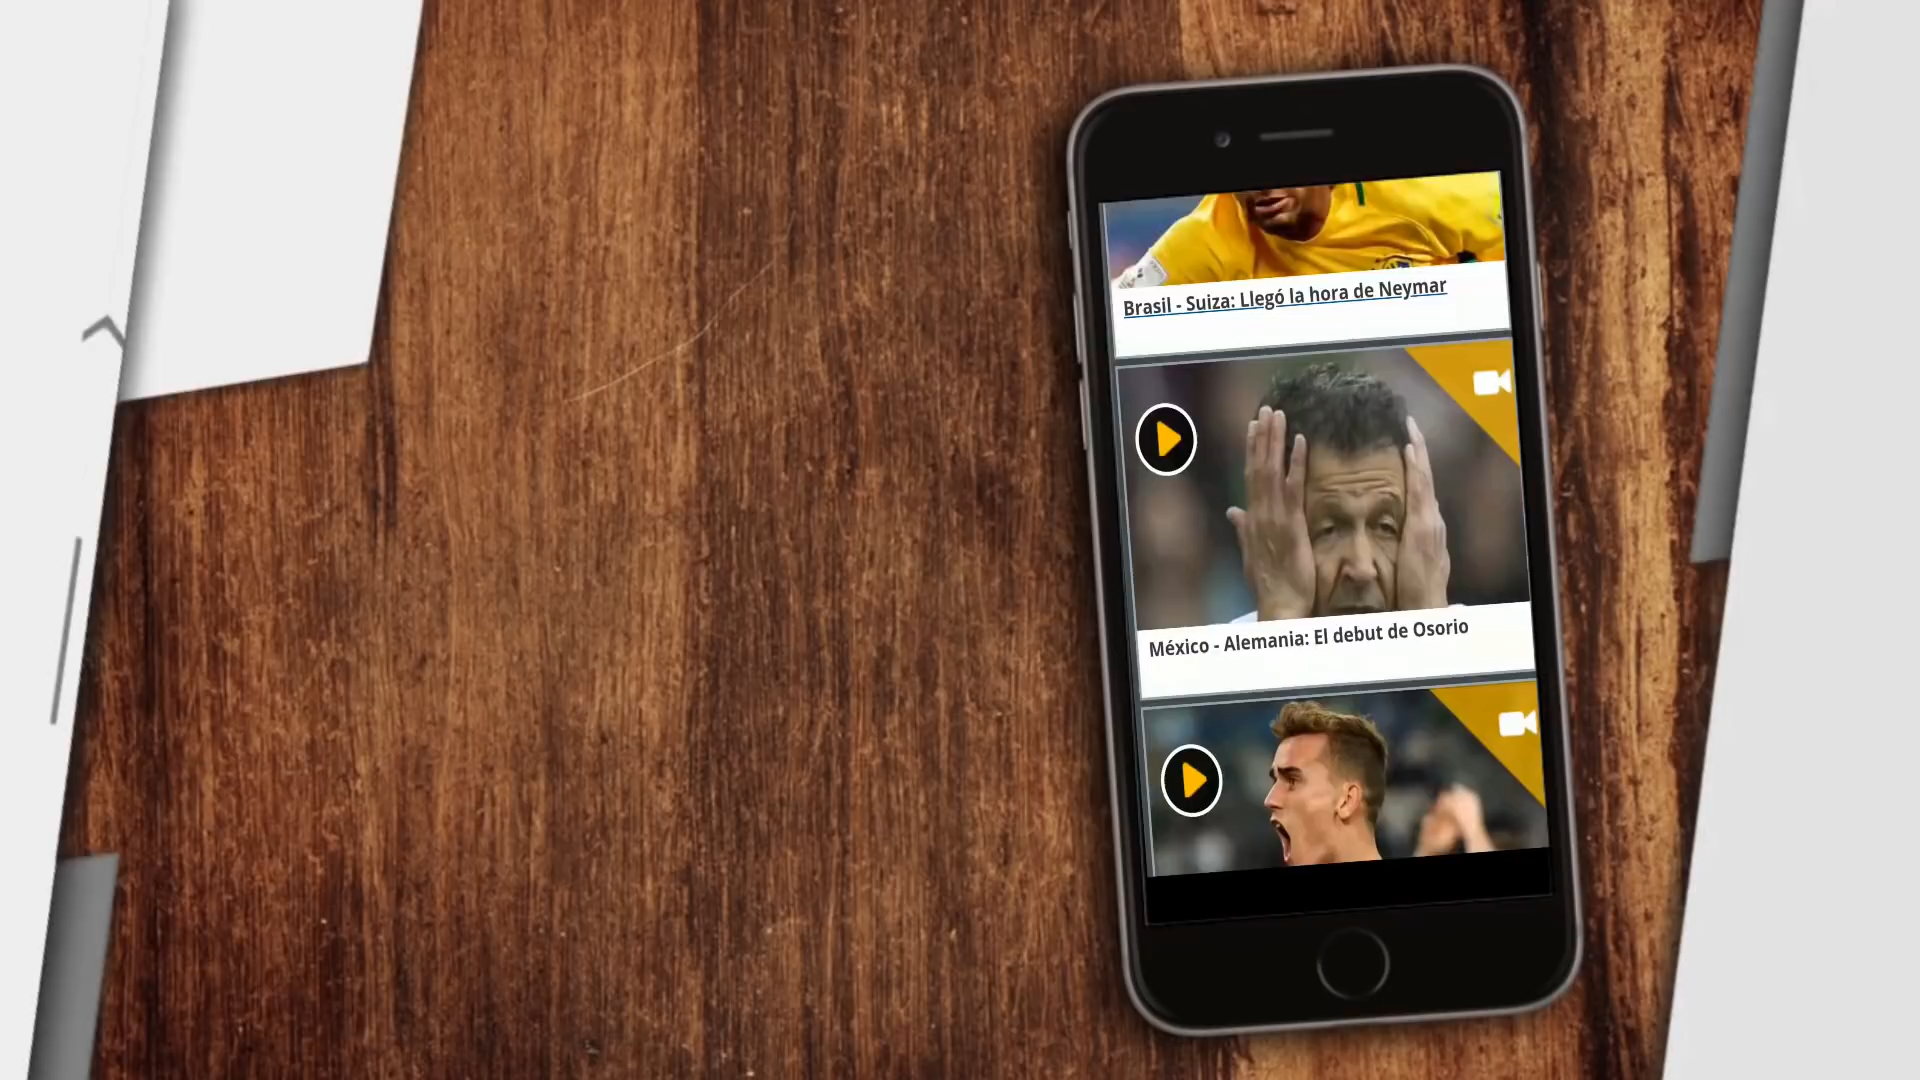 Brasil - Suiza: Llegó la hora de Neymar
México - Alemania: El debut de Osorio